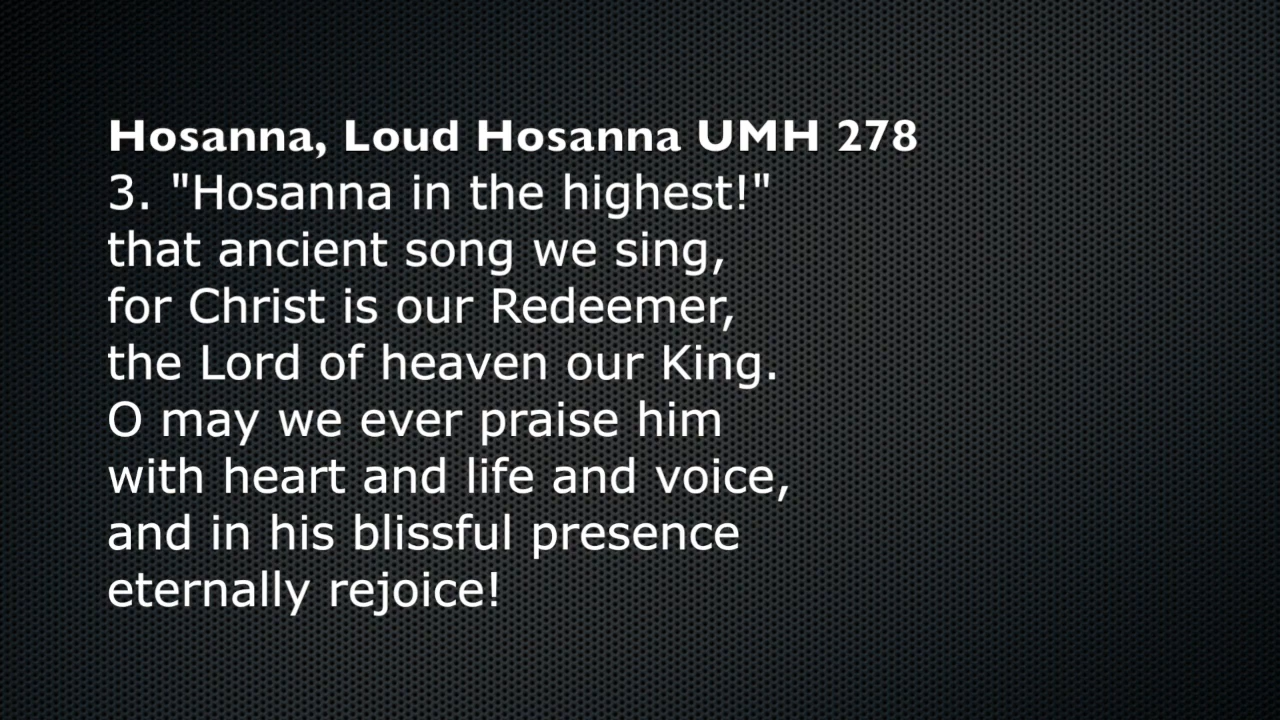 Hosanna, Loud Hosanna UMH 278
3. "Hosanna in the highest!"
that ancient song we sing,
for Christ is our Redeemer,
the Lord of heaven our King.
O may we ever praise him
with heart and life and voice,
and in his blissful presence
eternally rejoice!